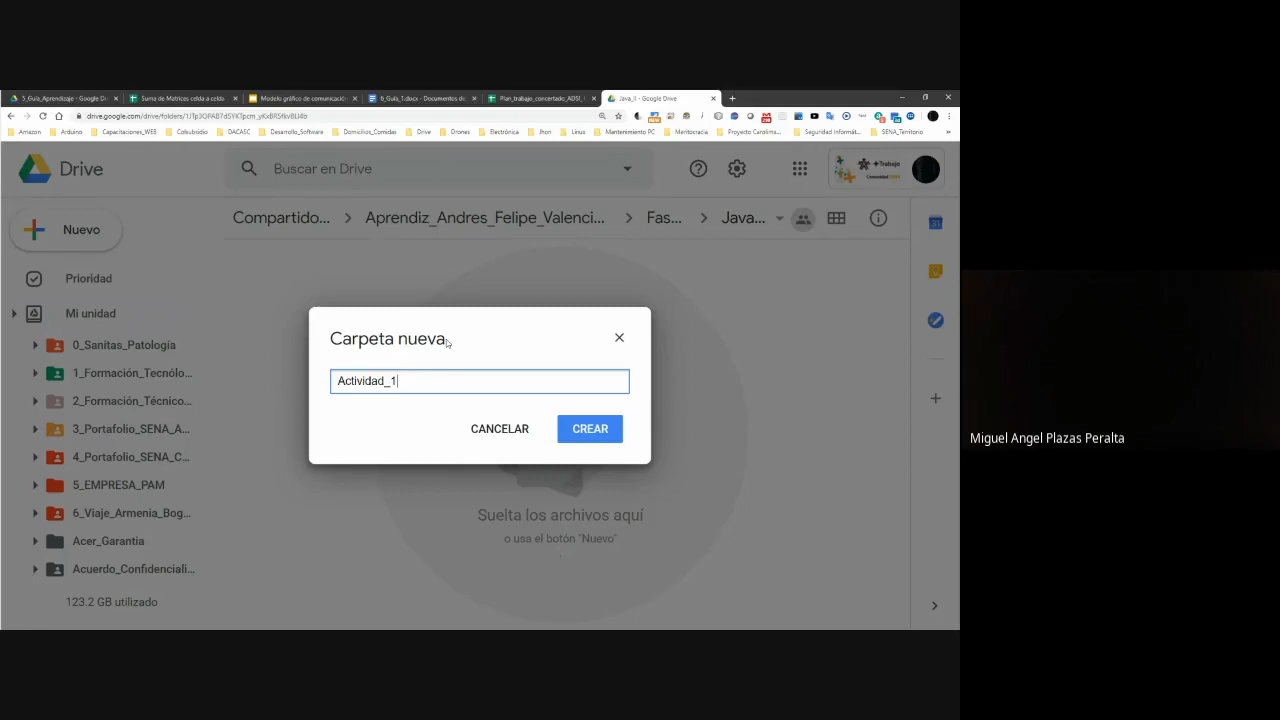 5_Guía_Aprendizaje - Google Dr
Suma de Matrices celda a celda
Modelo gráfico de comunicació
6_Guía_1.docx - Documentos de
Plan_trabajo_concertado_ADSI_
Java_II - Google Drive
Amazon
Arduino
Capacitaciones_WEB
Colsubsidio
DACASC
Desarrollo_Software
Domicilios_Comidas
Drive
Drones
Electrónica
Jhon
Linux
Mantenimiento PC
Meritocracia
Proyecto Carolima...
Seguridad Informát...
SENA_Territorio
»
Drive
Buscar en Drive
Nuevo
Compartido... > Aprendiz_Andres_Felipe_Valenci... > Fas... > Java...
Prioridad
Mi unidad
0_Sanitas_Patología
1_Formación_Tecnólo...
2_Formación_Técnico...
3_Portafolio_SENA_A...
4_Portafolio_SENA_C...
5_EMPRESA_PAM
6_Viaje_Armenia_Bog...
Acer_Garantia
Acuerdo_Confidenciali...
123.2 GB utilizado
Carpeta nueva
Actividad_1
CANCELAR
CREAR
Suelta los archivos aquí
o usa el botón "Nuevo"
Miguel Angel Plazas Peralta